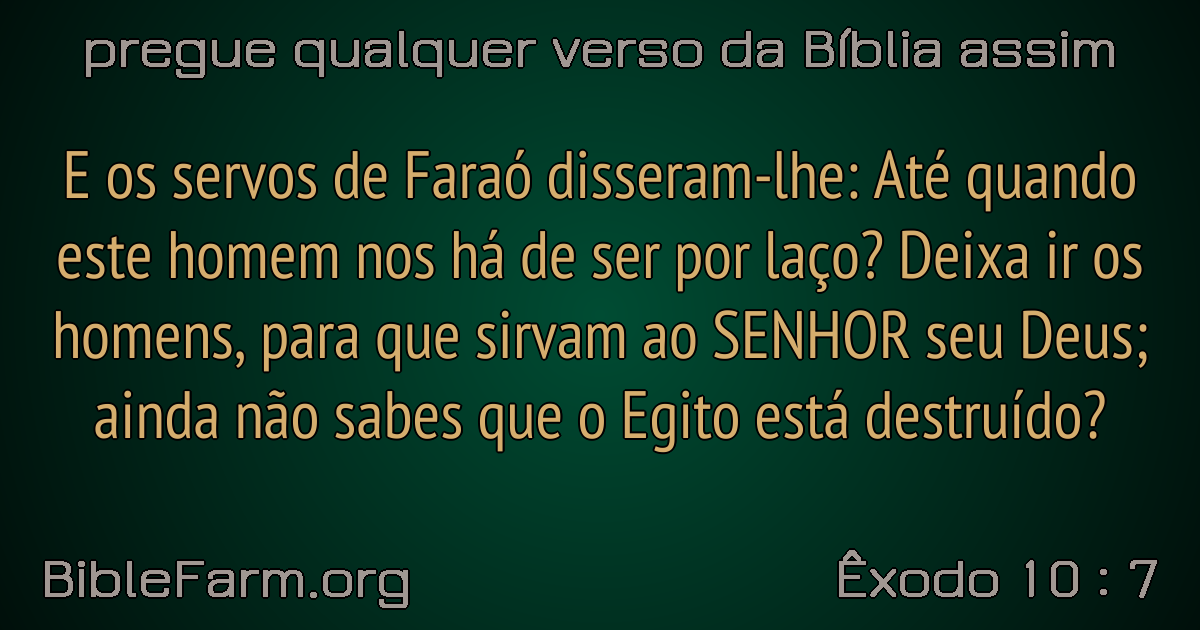 pregue qualquer verso da Bíblia assim
E os servos de Faraó disseram-lhe: Até quando
este homem nos há de ser por laço? Deixa ir os
homens, para que sirvam ao SENHOR seu Deus;
ainda não sabes que o Egito está destruído?
BibleFarm.org
Êxodo 10 : 7